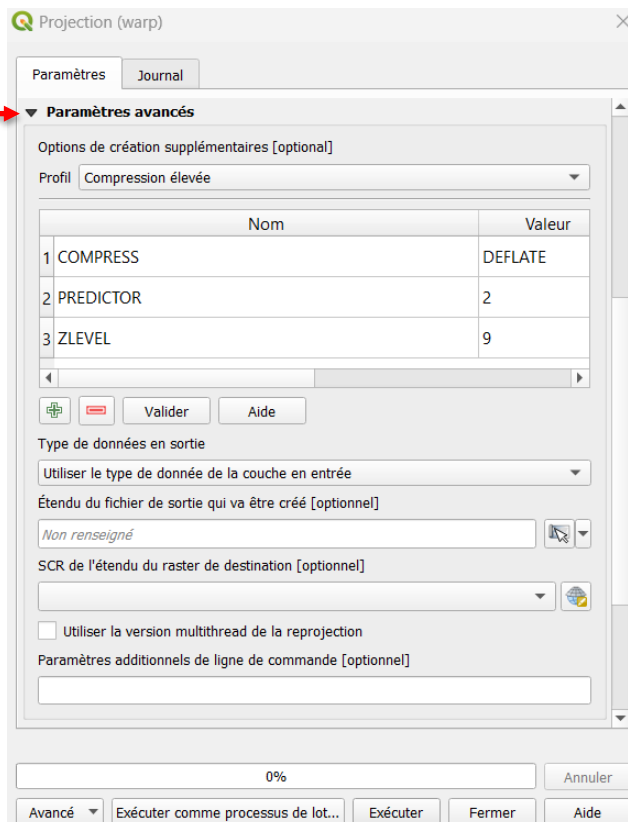 Projection (warp)
Paramètres Journal
Paramètres avancés
Options de création supplémentaires [optional]
Profil Compression élevée
Nom Valeur
1 COMPRESS DEFLATE
2 PREDICTOR 2
3 ZLEVEL 9
Valider Aide
Type de données en sortie
Utiliser le type de donnée de la couche en entrée
Étendu du fichier de sortie qui va être créé [optionnel]
Non renseigné
SCR de l'étendu du raster de destination [optionnel]
Utiliser la version multithread de la reprojection
Paramètres additionnels de ligne de commande [optionnel]
0% Annuler
Avancé Exécuter comme processus de lot... Exécuter Fermer Aide